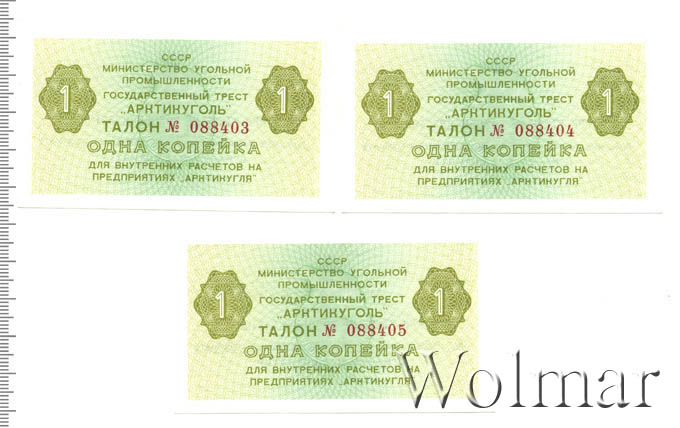 СССР
МИНИСТЕРСТВО УГОЛЬНОЙ
ПРОМЫШЛЕННОСТИ
ГОСУДАРСТВЕННЫЙ ТРЕСТ
1 „АРКТИКУГОЛЬ" 1
ТАЛОН № 088403
ОДНА КОПЕЙКА
ДЛЯ ВНУТРЕННИХ РАСЧЕТОВ НА
ПРЕДПРИЯТИЯХ „АРКТИКУГЛЯ"
СССР
МИНИСТЕРСТВО УГОЛЬНОЙ
ПРОМЫШЛЕННОСТИ
ГОСУДАРСТВЕННЫЙ ТРЕСТ
1 „АРКТИКУГОЛЬ" 1
ТАЛОН № 088404
ОДНА КОПЕЙКА
ДЛЯ ВНУТРЕННИХ РАСЧЕТОВ НА
ПРЕДПРИЯТИЯХ „АРКТИКУГЛЯ"
СССР
МИНИСТЕРСТВО УГОЛЬНОЙ
ПРОМЫШЛЕННОСТИ
ГОСУДАРСТВЕННЫЙ ТРЕСТ
1 „АРКТИКУГОЛЬ" 1
ТАЛОН № 088405
ОДНА КОПЕЙКА
ДЛЯ ВНУТРЕННИХ РАСЧЕТОВ НА
ПРЕДПРИЯТИЯХ „АРКТИКУГЛЯ"
Wolmar